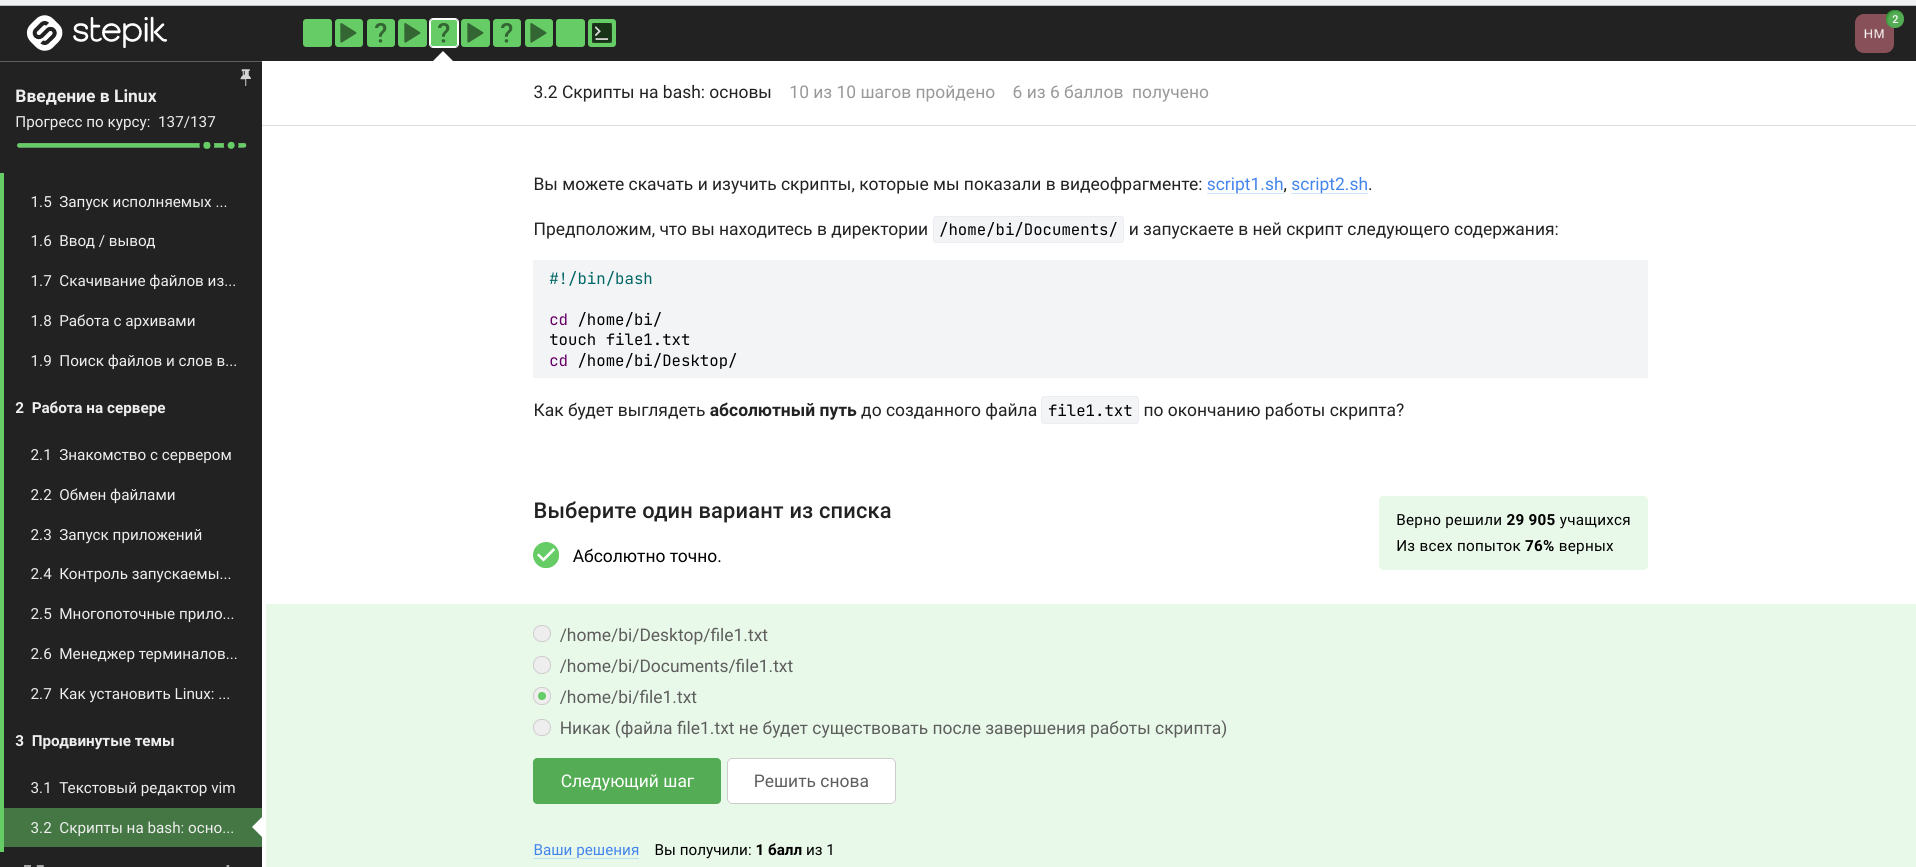 stepik
НМ
2
Введение в Linux
Прогресс по курсу: 137/137
1.5 Запуск исполняемых ...
1.6 Ввод / вывод
1.7 Скачивание файлов из...
1.8 Работа с архивами
1.9 Поиск файлов и слов в...
2 Работа на сервере
2.1 Знакомство с сервером
2.2 Обмен файлами
2.3 Запуск приложений
2.4 Контроль запускаемы...
2.5 Многопоточные прило...
2.6 Менеджер терминалов...
2.7 Как установить Linux: ...
3 Продвинутые темы
3.1 Текстовый редактор vim
3.2 Скрипты на bash: осно...
3.2 Скрипты на bash: основы 10 из 10 шагов пройдено 6 из 6 баллов получено
Вы можете скачать и изучить скрипты, которые мы показали в видеофрагменте: script1.sh, script2.sh.
Предположим, что вы находитесь в директории /home/bi/Documents/ и запускаете в ней скрипт следующего содержания:
#!/bin/bash
cd /home/bi/
touch file1.txt
cd /home/bi/Desktop/
Как будет выглядеть абсолютный путь до созданного файла file1.txt по окончанию работы скрипта?
Выберите один вариант из списка
Абсолютно точно.
Верно решили 29 905 учащихся
Из всех попыток 76% верных
/home/bi/Desktop/file1.txt
/home/bi/Documents/file1.txt
/home/bi/file1.txt
Никак (файла file1.txt не будет существовать после завершения работы скрипта)
Следующий шаг
Решить снова
Ваши решения Вы получили: 1 балл из 1